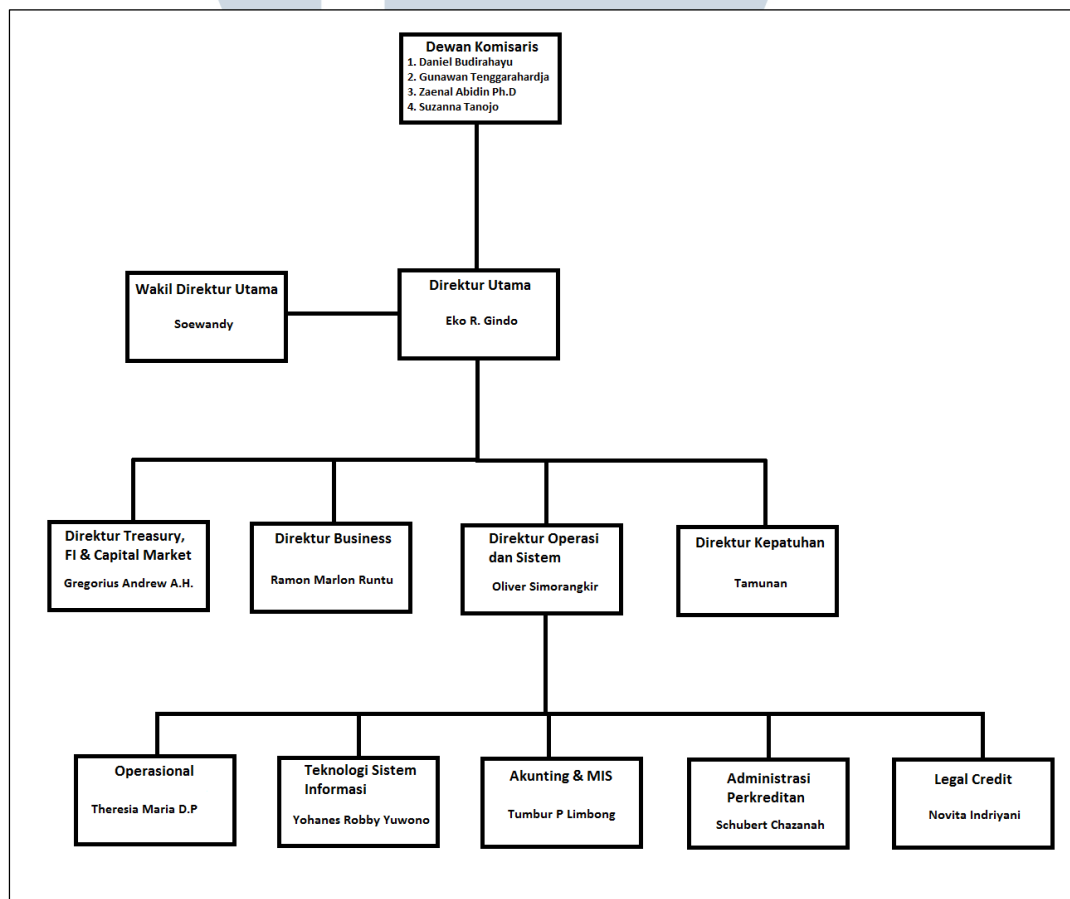 Dewan Komisaris
1. Daniel Budirahayu
2. Gunawan Tenggarahardja
3. Zaenal Abidin Ph.D
4. Suzanna Tanojo
Wakil Direktur Utama
Soewandy
Direktur Utama
Eko R. Gindo
Direktur Treasury,
FI & Capital Market
Gregorius Andrew A.H.
Direktur Business
Ramon Marlon Runtu
Direktur Operasi
dan Sistem
Oliver Simorangkir
Direktur Kepatuhan
Tamunan
Operasional
Theresia Maria D.P
Teknologi Sistem
Informasi
Yohanes Robby Yuwono
Akunting & MIS
Tumbur P Limbong
Administrasi
Perkreditan
Schubert Chazanah
Legal Credit
Novita Indriyani